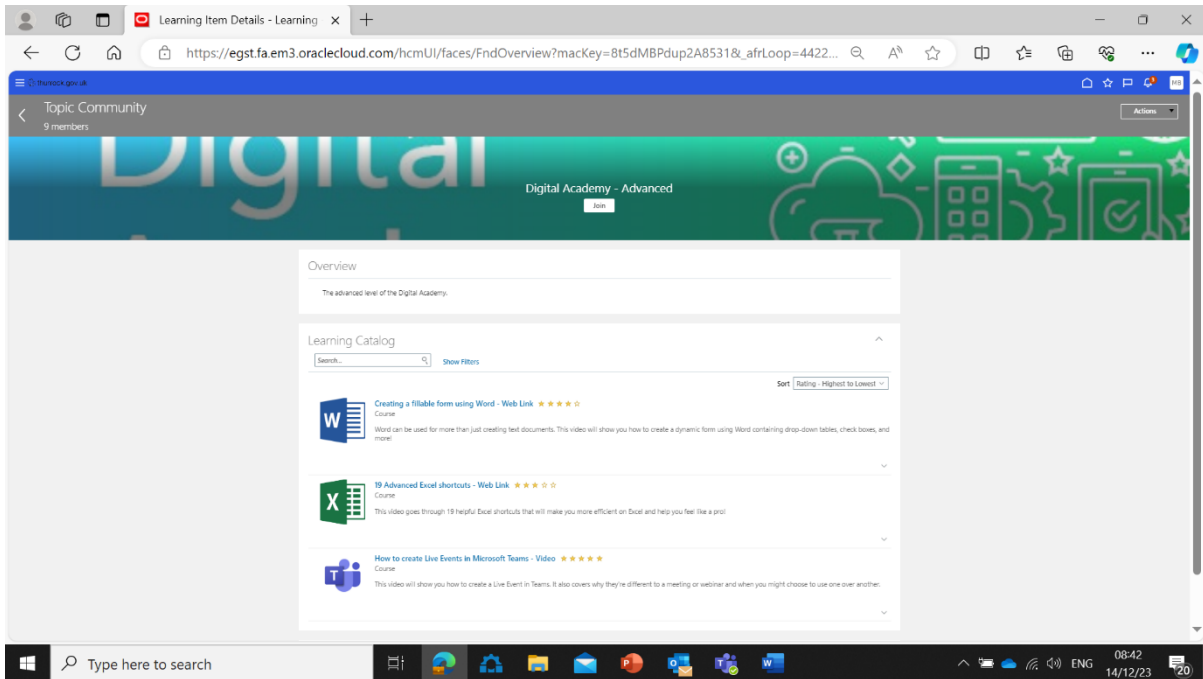 Learning Item Details - Learning
https://egst.fa.em3.oraclecloud.com/hcmUI/faces/FndOverview?macKey=8t5dMBPdup2A8531&_afrLoop=4422...
thurrock.gov.uk
MB
Topic Community
9 members
Actions
Digital
Digital Academy - Advanced
Join
Overview
The advanced level of the Digital Academy.
Learning Catalog
Search...
Show Filters
Sort Rating - Highest to Lowest
Creating a fillable form using Word - Web Link
Course
Word can be used for more than just creating text documents. This video will show you how to create a dynamic form using Word containing drop-down tables, check boxes, and
more!
19 Advanced Excel shortcuts - Web Link
Course
This video goes through 19 helpful Excel shortcuts that will make you more efficient on Excel and help you feel like a pro!
How to create Live Events in Microsoft Teams - Video
Course
This video will show you how to create a Live Event in Teams. It also covers why they're different to a meeting or webinar and when you might choose to use one over another.
Type here to search
ENG
08:42
14/12/23
20